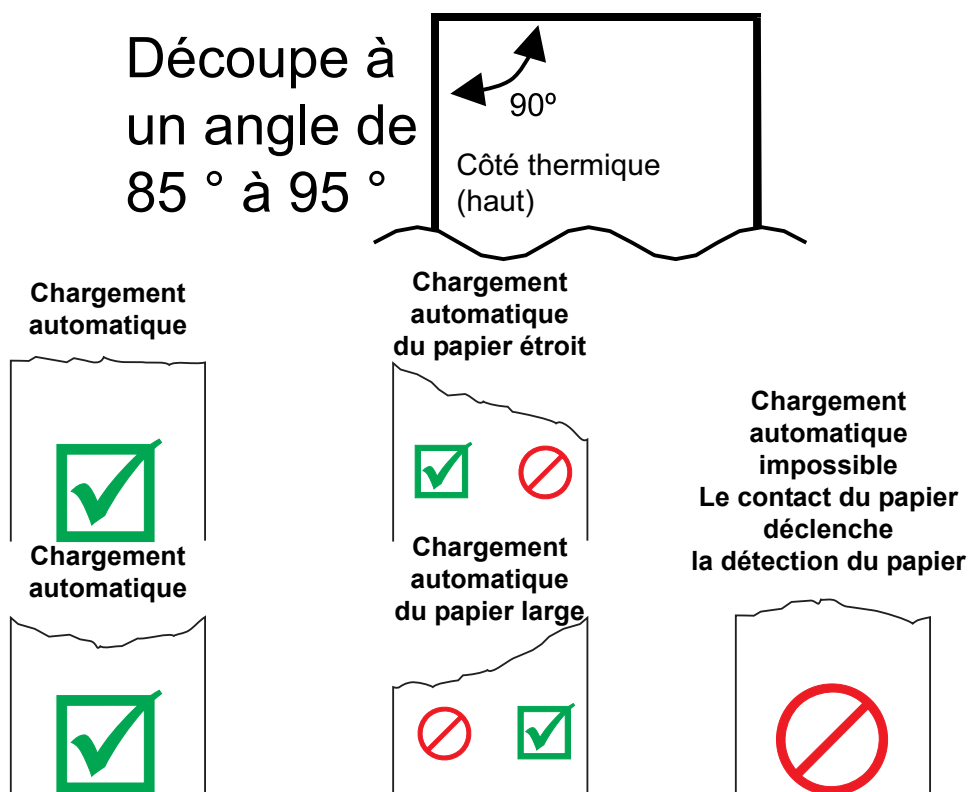 Découpe à
un angle de
85 ° à 95 °
90º
Côté thermique
(haut)
Chargement
automatique
Chargement
automatique
du papier étroit
Chargement
automatique
impossible
Le contact du papier
déclenche
la détection du papier
Chargement
automatique
Chargement
automatique
du papier large